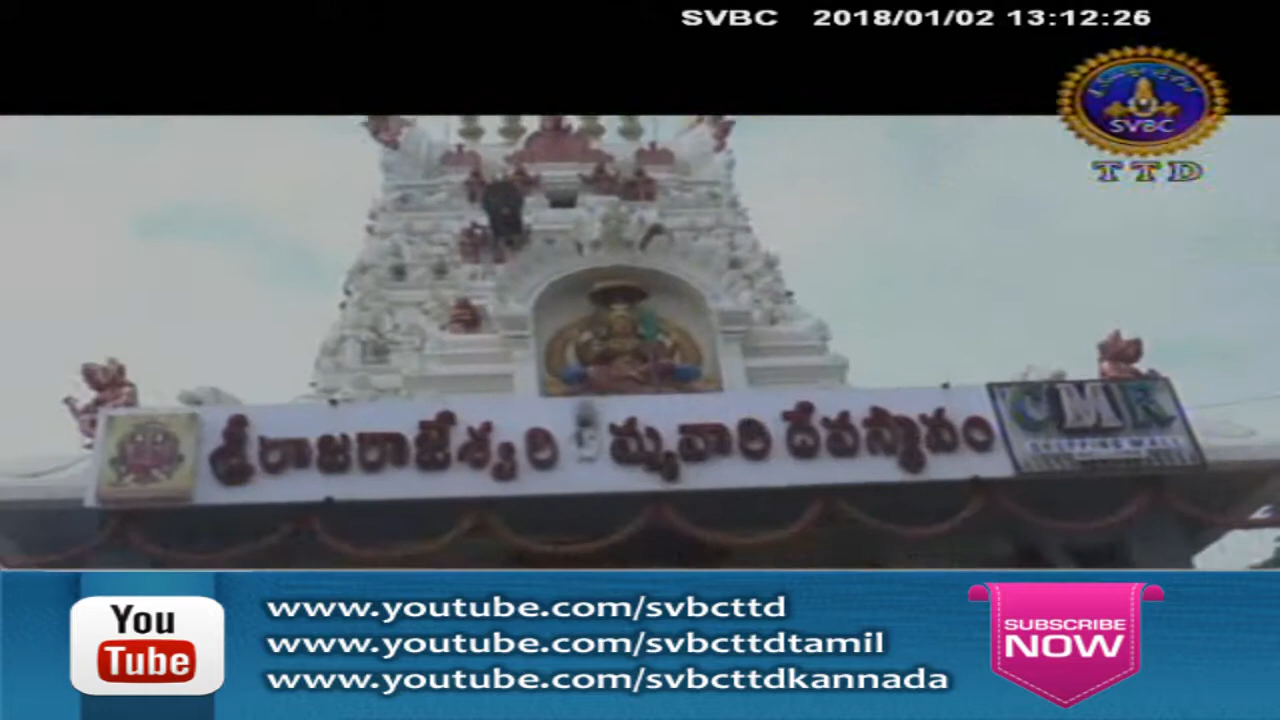 SVBC 2018/01/02 13:12:26
SVBC
TTD
శ్రీ రాజరాజేశ్వరి మ్మవారి దేవస్థానం
CMR
You
Tube
www.youtube.com/svbcttd
www.youtube.com/svbcttdtamil
www.youtube.com/svbcttdkannada
SUBSCRIBE
NOW